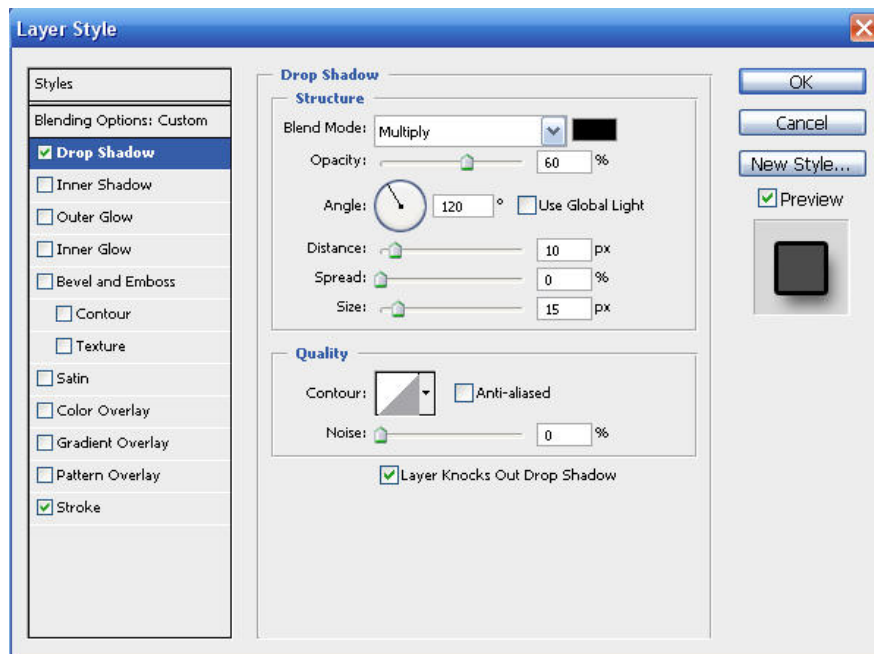 Layer Style
Styles
Blending Options: Custom
Drop Shadow
Inner Shadow
Outer Glow
Inner Glow
Bevel and Emboss
Contour
Texture
Satin
Color Overlay
Gradient Overlay
Pattern Overlay
Stroke
Drop Shadow
Structure
Blend Mode: Multiply
Opacity: 60 %
Angle: 120 ° Use Global Light
Distance: 10 px
Spread: 0 %
Size: 15 px
Quality
Contour: Anti-aliased
Noise: 0 %
Layer Knocks Out Drop Shadow
OK
Cancel
New Style...
Preview